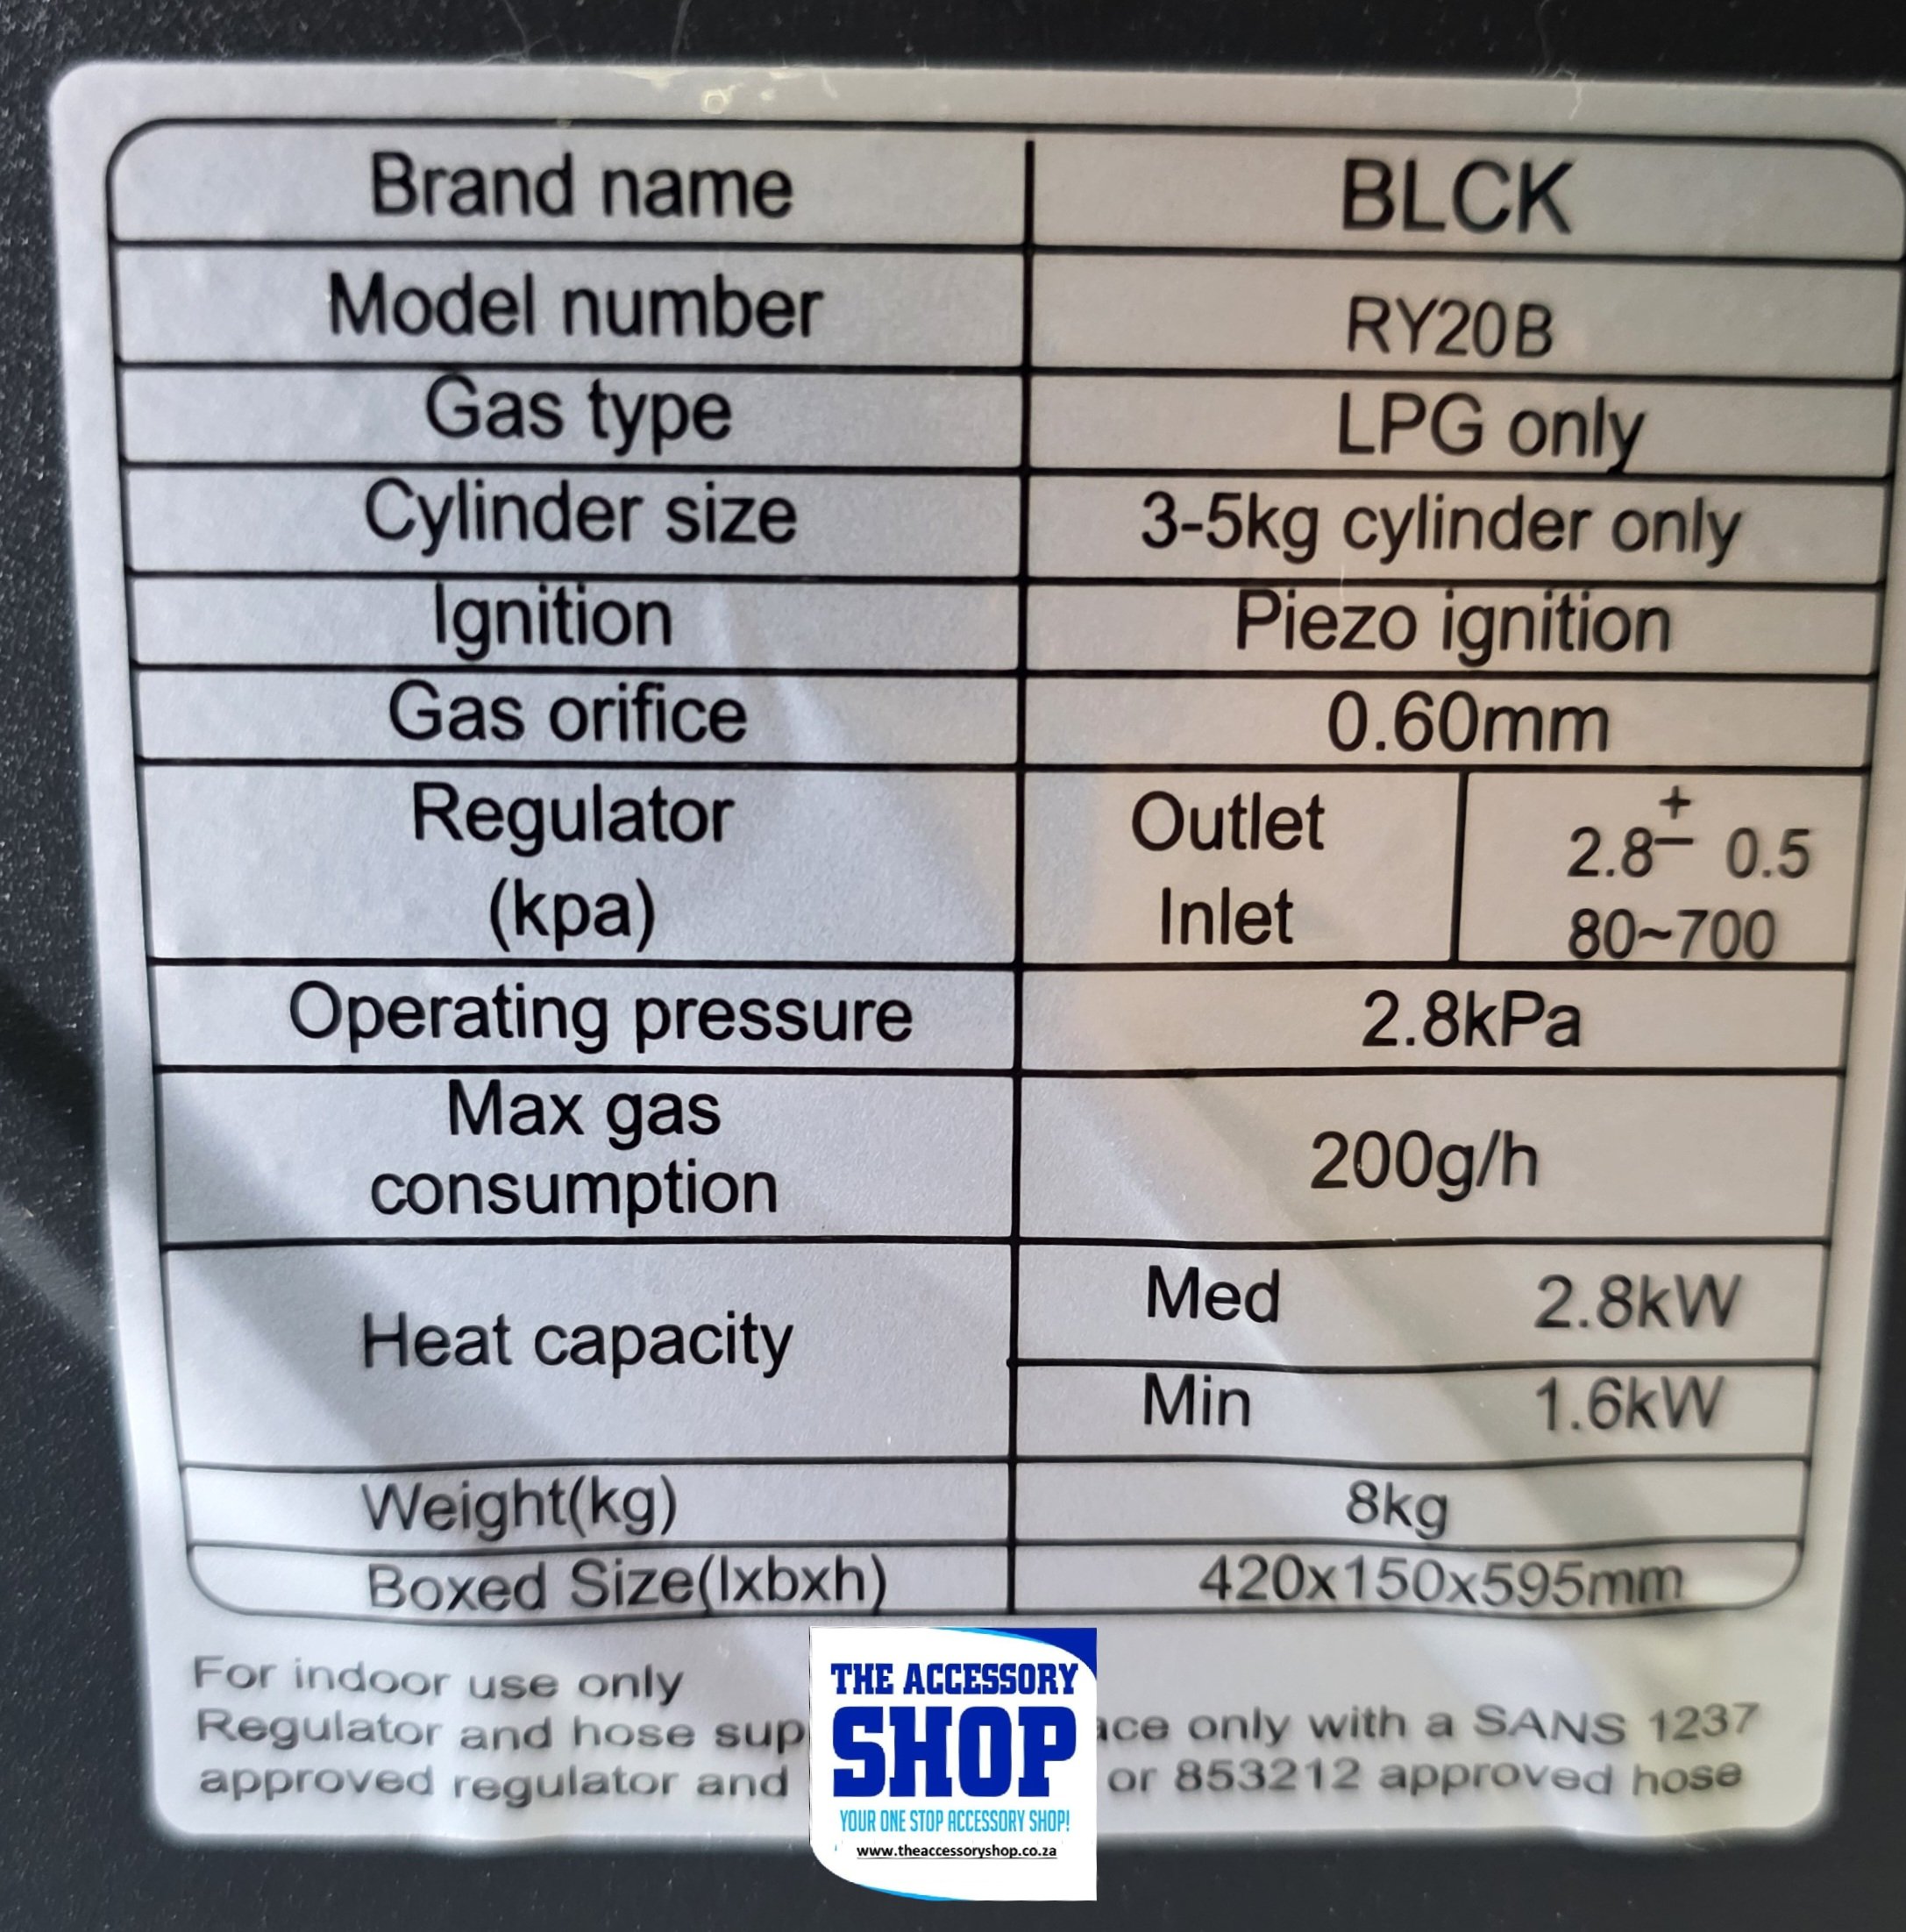 Brand name BLCK
Model number RY20B
Gas type LPG only
Cylinder size 3-5kg cylinder only
Ignition Piezo ignition
Gas orifice 0.60mm
Regulator Outlet 2.8± 0.5
(kpa) Inlet 80~700
Operating pressure 2.8kPa
Max gas
consumption 200g/h
Heat capacity Med 2.8kW
Min 1.6kW
Weight(kg) 8kg
Boxed Size(lxbxh) 420x150x595mm
For indoor use only
Regulator and hose only with a SANS 1237
approved regulator and or 853212 approved hose
THE ACCESSORY
SHOP
YOUR ONE STOP ACCESSORY SHOP!
www.theaccessoryshop.co.za